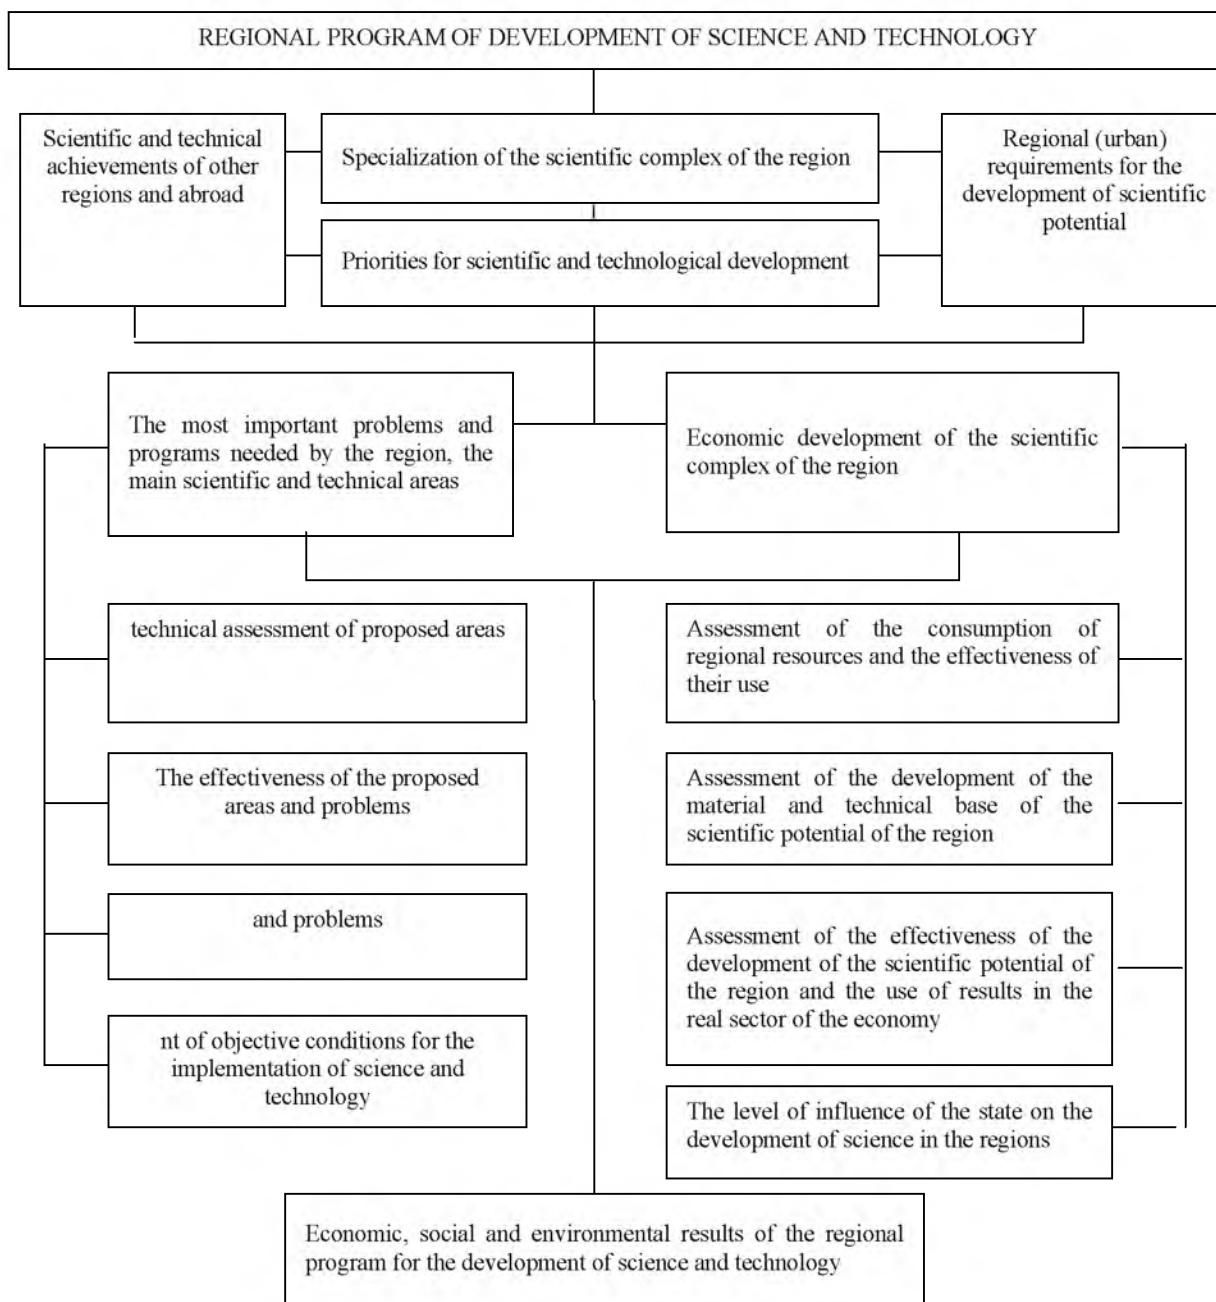 REGIONAL PROGRAM OF DEVELOPMENT OF SCIENCE AND TECHNOLOGY
Scientific and technical
achievements of other
regions and abroad
Specialization of the scientific complex of the region
Regional (urban)
requirements for the
development of scientific
potential
Priorities for scientific and technological development
The most important problems and
programs needed by the region, the
main scientific and technical areas
Economic development of the scientific
complex of the region
technical assessment of proposed areas
Assessment of the consumption of
regional resources and the effectiveness of
their use
The effectiveness of the proposed
areas and problems
Assessment of the development of the
material and technical base of the
scientific potential of the region
and problems
Assessment of the effectiveness of the
development of the scientific potential of
the region and the use of results in the
real sector of the economy
nt of objective conditions for the
implementation of science and
technology
The level of influence of the state on the
development of science in the regions
Economic, social and environmental results of the regional
program for the development of science and technology